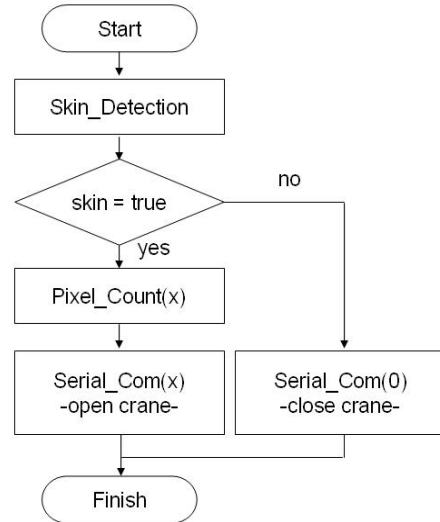 Start
Skin_Detection
skin = true
no
yes
Pixel_Count(x)
Serial_Com(x)
-open crane-
Serial_Com(0)
-close crane-
Finish